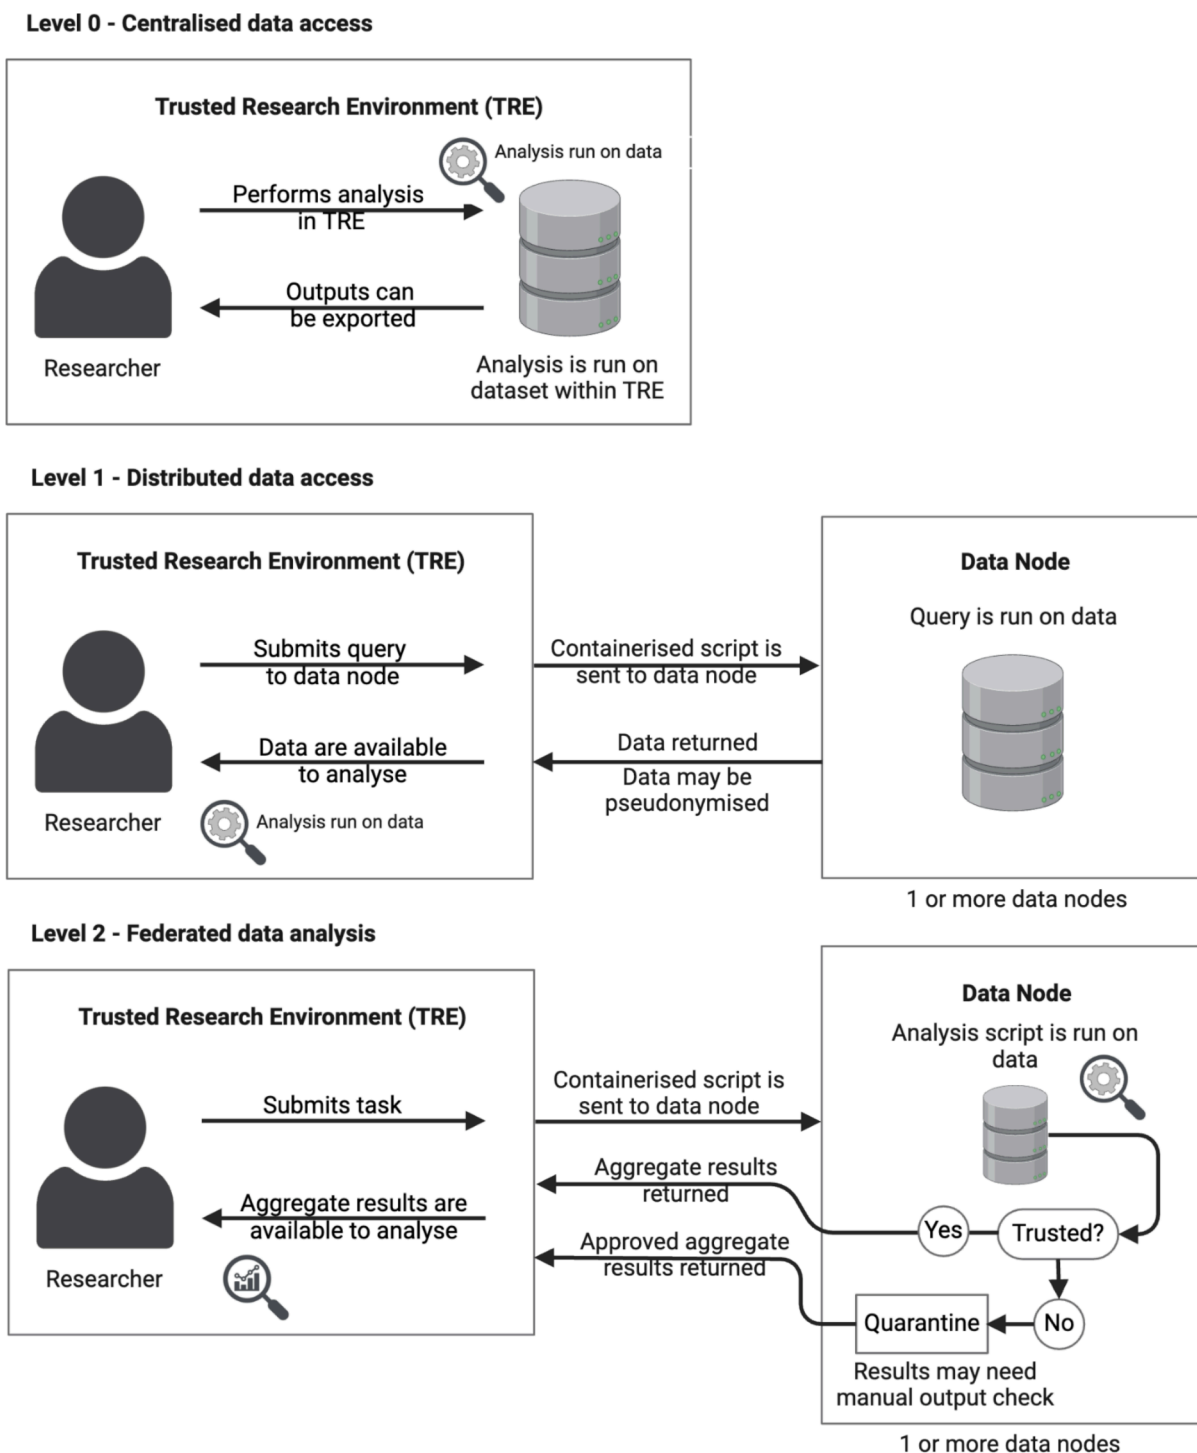 Level 0 - Centralised data access
Trusted Research Environment (TRE)
Analysis run on data
Performs analysis
in TRE
Outputs can
be exported
Researcher
Analysis is run on
dataset within TRE
Level 1 - Distributed data access
Trusted Research Environment (TRE)
Submits query
to data node
Data are available
to analyse
Researcher
Analysis run on data
Containerised script is
sent to data node
Data returned
Data may be
pseudonymised
Data Node
Query is run on data
1 or more data nodes
Level 2 - Federated data analysis
Trusted Research Environment (TRE)
Submits task
Aggregate results are
available to analyse
Researcher
Containerised script is
sent to data node
Aggregate results
returned
Approved aggregate
results returned
Data Node
Analysis script is run on
data
Yes
Trusted?
Quarantine
No
Results may need
manual output check
1 or more data nodes